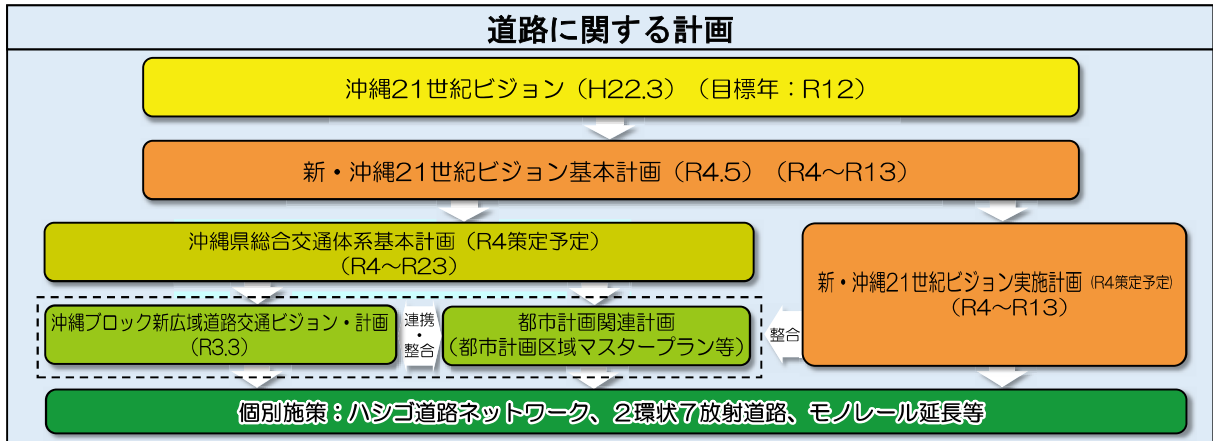 道路に関する計画
沖縄21世紀ビジョン（H22.3）（目標年：R12）
新・沖縄21世紀ビジョン基本計画（R4.5）（R4～R13）
沖縄県総合交通体系基本計画（R4策定予定）
（R4～R23）
新・沖縄21世紀ビジョン実施計画（R4策定予定）
（R4～R13）
沖縄ブロック新広域道路交通ビジョン・計画
（R3.3）
連携
・
整合
都市計画関連計画
（都市計画区域マスタープラン等）
整合
個別施策：ハシゴ道路ネットワーク、２環状７放射道路、モノレール延長等